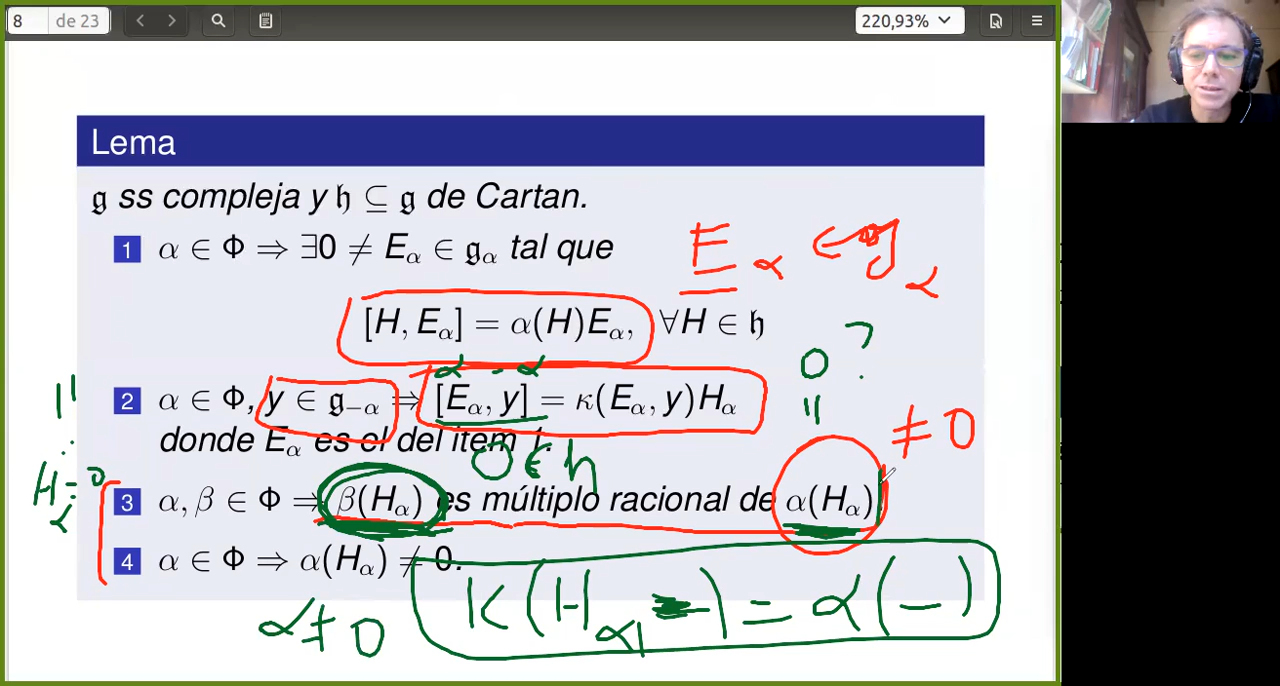 8 de 23 220,93%
Lema
𝔤 ss compleja y 𝔥 ⊆ 𝔤 de Cartan.
1 α ∈ Φ ⇒ ∃0 ≠ E_α ∈ 𝔤_α tal que
E_α ∈ 𝔤_α
[H, E_α] = α(H)E_α, ∀H ∈ 𝔥
0 ?
α -α
2 α ∈ Φ, y ∈ 𝔤_{-α} ⇒ [E_α, y] = κ(E_α, y)H_α
≠ 0
donde E_α es el del ítem 1.
0 ∈ h
H_α = 0
3 α, β ∈ Φ ⇒ β(H_α) es múltiplo racional de α(H_α)
4 α ∈ Φ ⇒ α(H_α) ≠ 0.
α ≠ 0
K(H_α, -) = α(-)